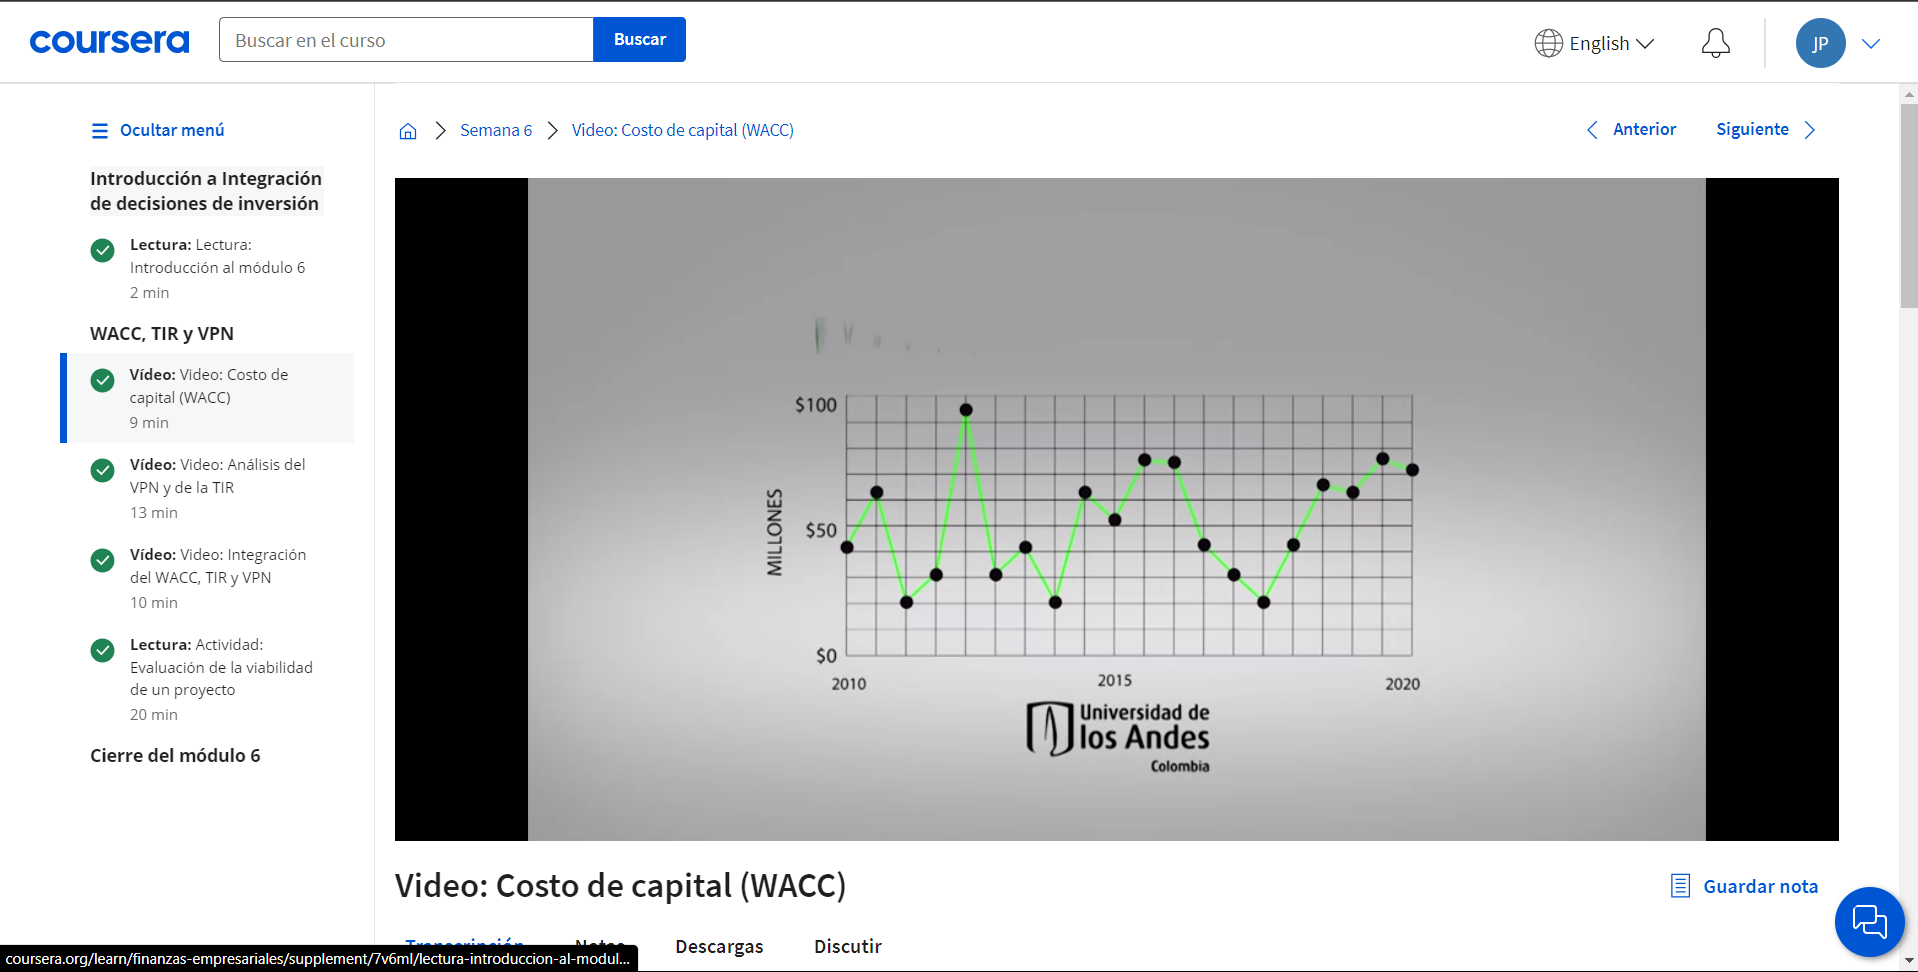 coursera
Buscar en el curso
Buscar
English
JP
Ocultar menú
Introducción a Integración
de decisiones de inversión
Lectura: Lectura:
Introducción al módulo 6
2 min
WACC, TIR y VPN
Vídeo: Video: Costo de
capital (WACC)
9 min
Vídeo: Video: Análisis del
VPN y de la TIR
13 min
Vídeo: Video: Integración
del WACC, TIR y VPN
10 min
Lectura: Actividad:
Evaluación de la viabilidad
de un proyecto
20 min
Cierre del módulo 6
Semana 6
Video: Costo de capital (WACC)
Anterior
Siguiente
$100
$50
$0
MILLONES
2010
2015
2020
Universidad de
los Andes
Colombia
Video: Costo de capital (WACC)
Guardar nota
Transcripción
Notas
Descargas
Discutir
coursera.org/learn/finanzas-empresariales/supplement/7v6ml/lectura-introduccion-al-modul...